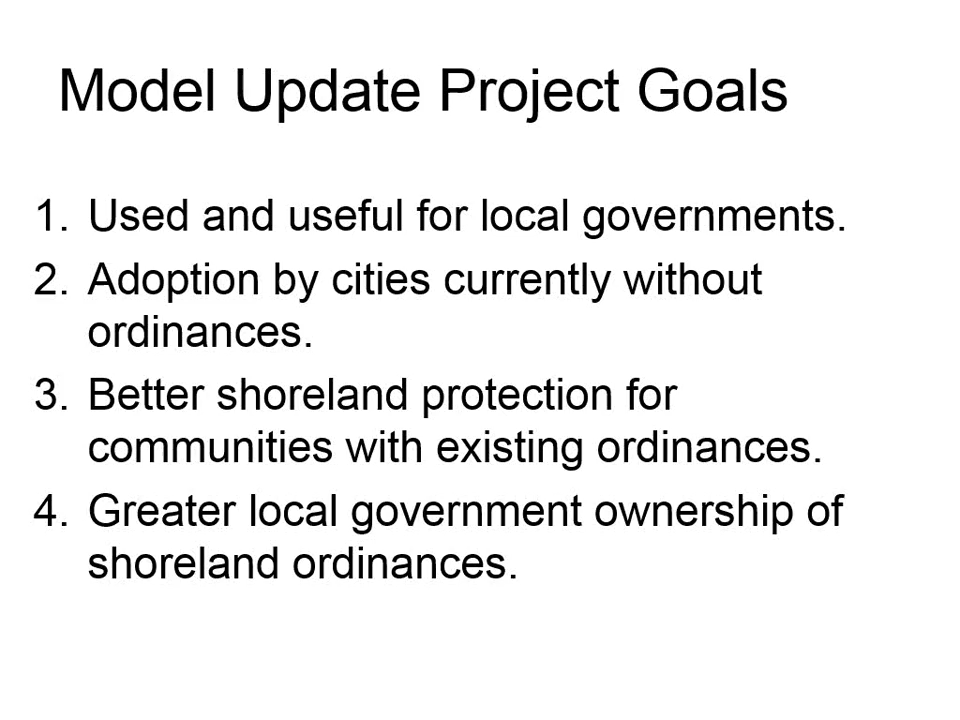 Model Update Project Goals
1. Used and useful for local governments.
2. Adoption by cities currently without
ordinances.
3. Better shoreland protection for
communities with existing ordinances.
4. Greater local government ownership of
shoreland ordinances.